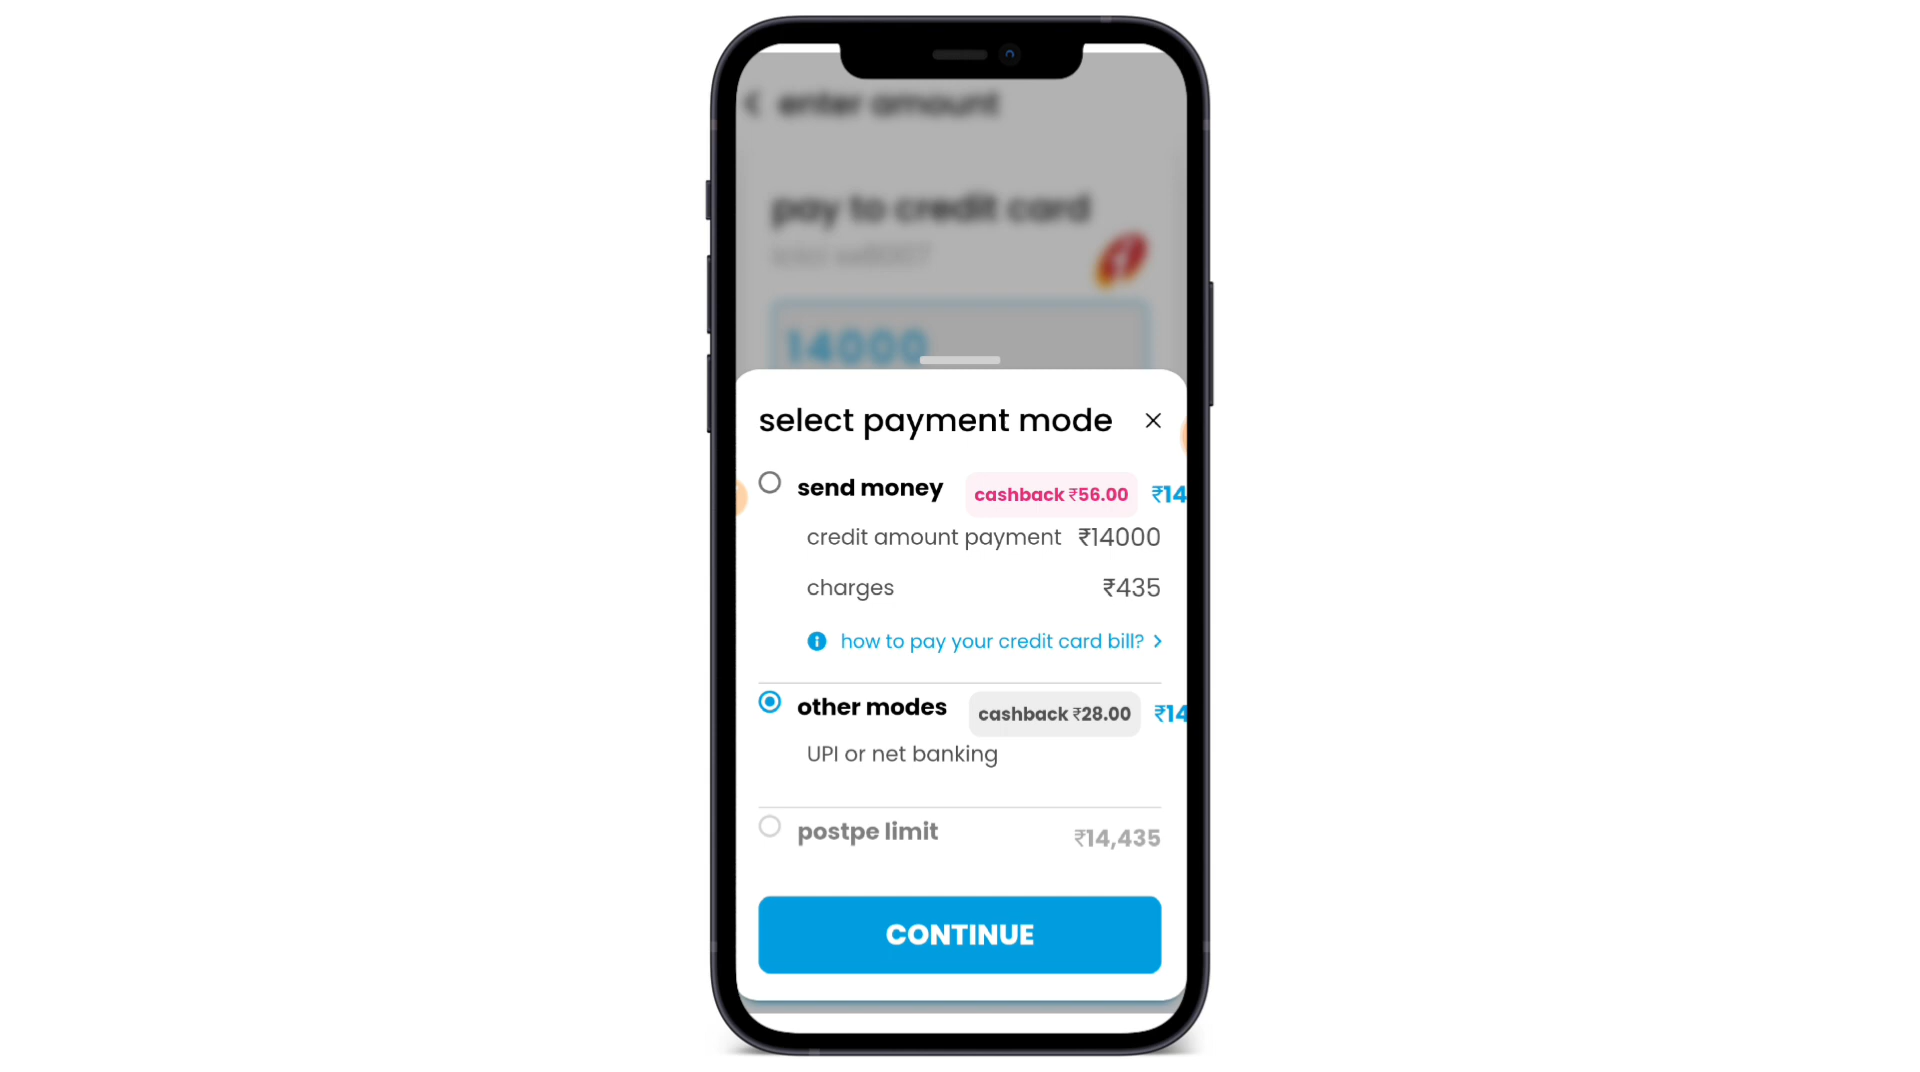 enter amount
pay to credit card
14000
select payment mode
send money cashback ₹56.00 ₹14
credit amount payment ₹14000
charges ₹435
how to pay your credit card bill?
other modes cashback ₹28.00 ₹14
UPI or net banking
postpe limit ₹14,435
CONTINUE